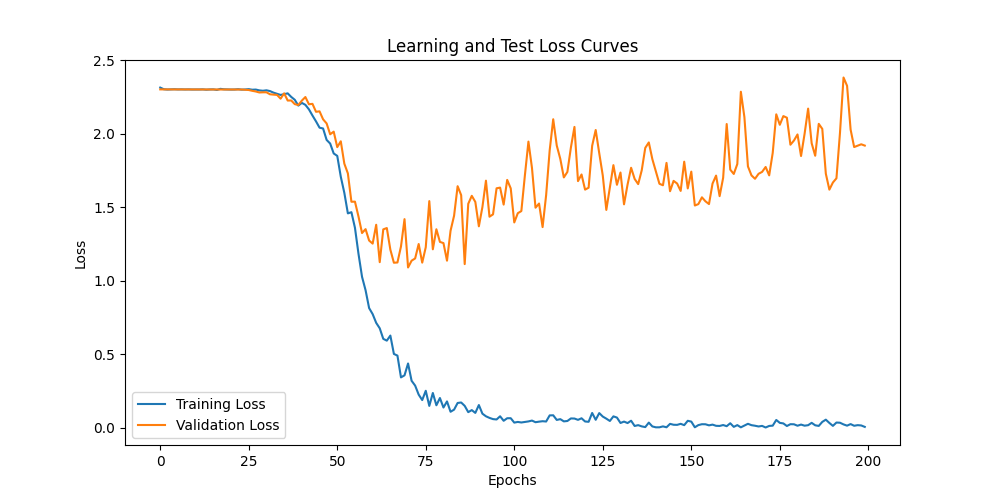 Learning and Test Loss Curves
2.5
2.0
1.5
1.0
0.5
0.0
Loss
Training Loss
Validation Loss
0 25 50 75 100 125 150 175 200
Epochs